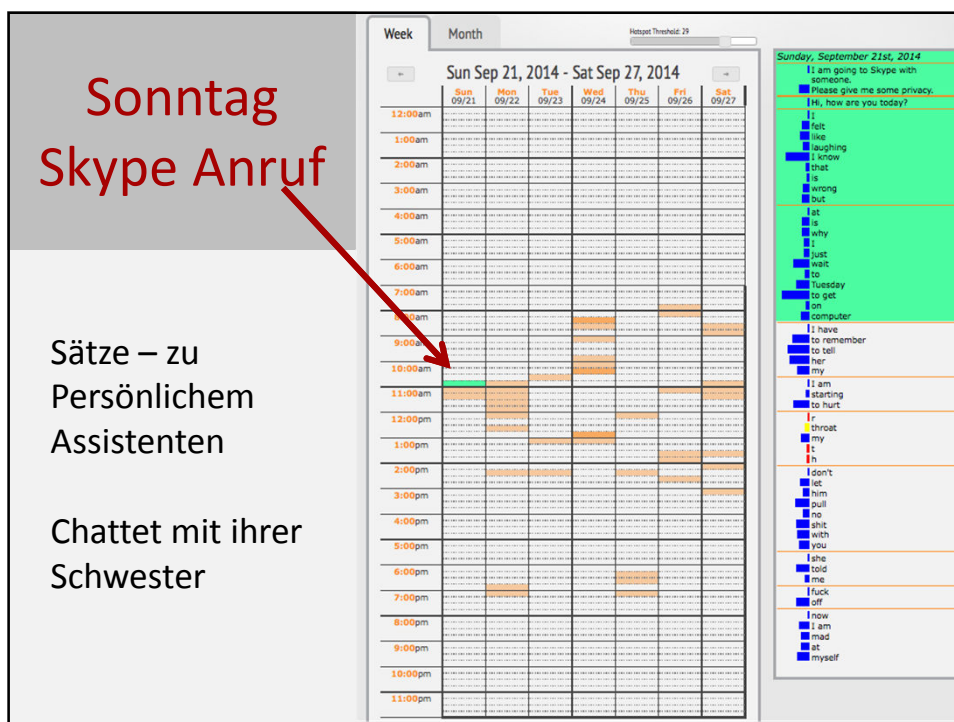 Sonntag
Skype Anruf
Sätze – zu
Persönlichem
Assistenten
Chattet mit ihrer
Schwester
Week Month
Hotspot Threshold: 29
← Sun Sep 21, 2014 - Sat Sep 27, 2014 →
Sun Mon Tue Wed Thu Fri Sat
09/21 09/22 09/23 09/24 09/25 09/26 09/27
12:00am
1:00am
2:00am
3:00am
4:00am
5:00am
6:00am
7:00am
8:00am
9:00am
10:00am
11:00am
12:00pm
1:00pm
2:00pm
3:00pm
4:00pm
5:00pm
6:00pm
7:00pm
8:00pm
9:00pm
10:00pm
11:00pm
Sunday, September 21st, 2014
I am going to Skype with
someone.
Please give me some privacy.
Hi, how are you today?
I
felt
like
laughing
I know
that
is
wrong
but
at
is
why
I
just
wait
to
Tuesday
to get
on
computer
I have
to remember
to tell
her
my
I am
starting
to hurt
r
throat
my
t
h
don't
let
him
pull
no
shit
with
you
she
told
me
fuck
off
now
I am
mad
at
myself